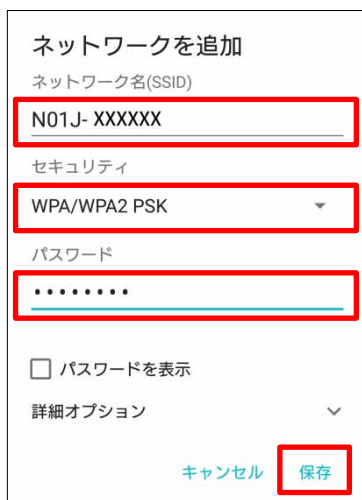 ネットワークを追加
ネットワーク名(SSID)
N01J- XXXXXX
セキュリティ
WPA/WPA2 PSK
パスワード
••••••••
パスワードを表示
詳細オプション
キャンセル 保存